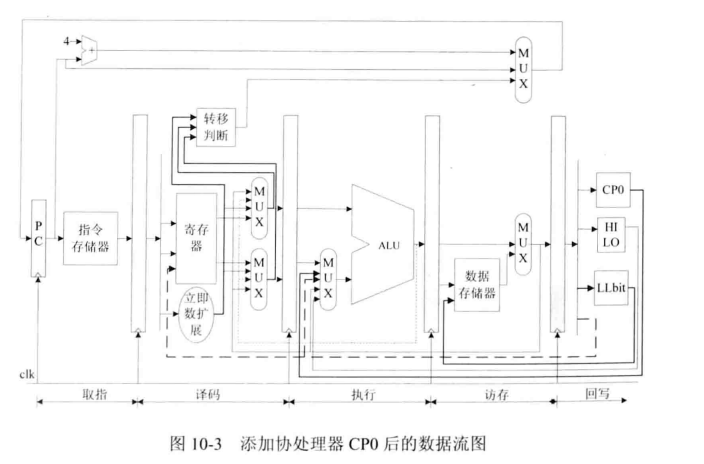 4
+
M
U
X
转移
判断
P
C
指令
存储器
寄存
器
立即
数扩
展
M
U
X
M
U
X
M
U
X
ALU
数据
存储器
M
U
X
CP0
HI
LO
LLbit
clk
取指
译码
执行
访存
回写
图 10-3 添加协处理器 CP0 后的数据流图